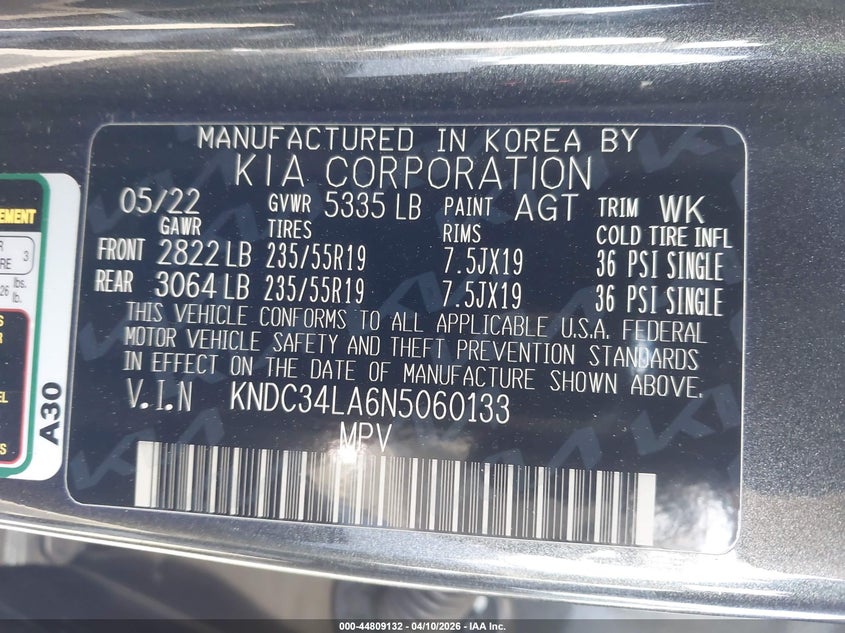 MANUFACTURED IN KOREA BY
KIA CORPORATION
05/22 GVWR 5335 LB PAINT AGT TRIM WK
GAWR TIRES RIMS COLD TIRE INFL
FRONT 2822 LB 235/55R19 7.5JX19 36 PSI SINGLE
REAR 3064 LB 235/55R19 7.5JX19 36 PSI SINGLE
THIS VEHICLE CONFORMS TO ALL APPLICABLE U.S.A. FEDERAL
MOTOR VEHICLE SAFETY AND THEFT PREVENTION STANDARDS
IN EFFECT ON THE DATE OF MANUFACTURE SHOWN ABOVE.
V.I.N KNDC34LA6N5060133
MPV
A30
3
lbs.
lb.
000-44809132 - 04/10/2026 - IAA Inc.